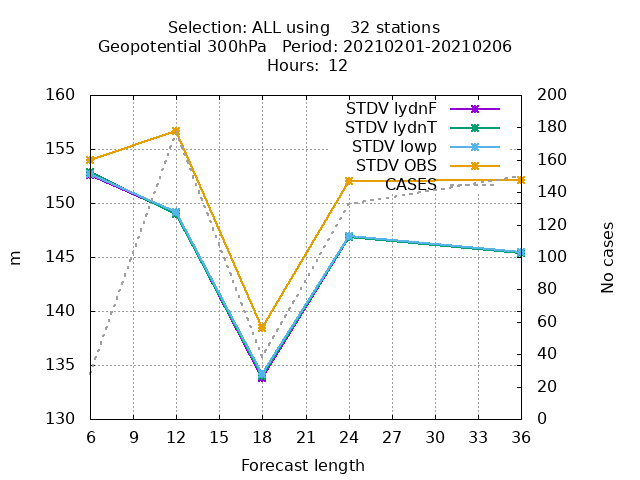 Selection: ALL using    32 stations
Geopotential 300hPa   Period: 20210201-20210206
Hours: 12
160
155
150
145
140
135
130
m
200
180
160
140
120
100
80
60
40
20
0
No cases
STDV lydnF
STDV lydnT
STDV lowp
STDV OBS
CASES
6 9 12 15 18 21 24 27 30 33 36
Forecast length